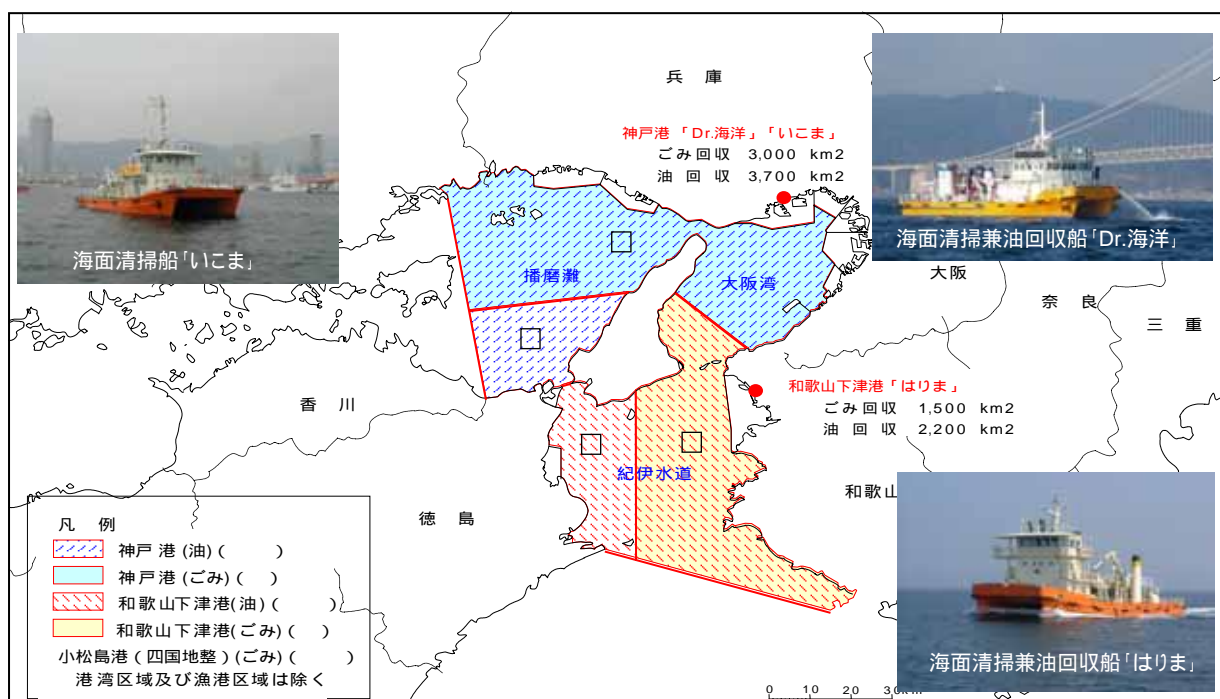 兵庫
神戸港「Dr.海洋」「いこま」
ごみ回収 3,000 km2
油回収 3,700 km2
海面清掃船「いこま」
海面清掃兼油回収船「Dr.海洋」
播磨灘
大阪湾
大阪
奈良
三重
香川
和歌山下津港「はりま」
ごみ回収 1,500 km2
油回収 2,200 km2
紀伊水道
徳島
和歌山
海面清掃兼油回収船「はりま」
凡例
神戸港(油)( )
神戸港(ごみ)( )
和歌山下津港(油)( )
和歌山下津港(ごみ)( )
小松島港(四国地整)(ごみ)( )
港湾区域及び漁港区域は除く
0 10 20 30km